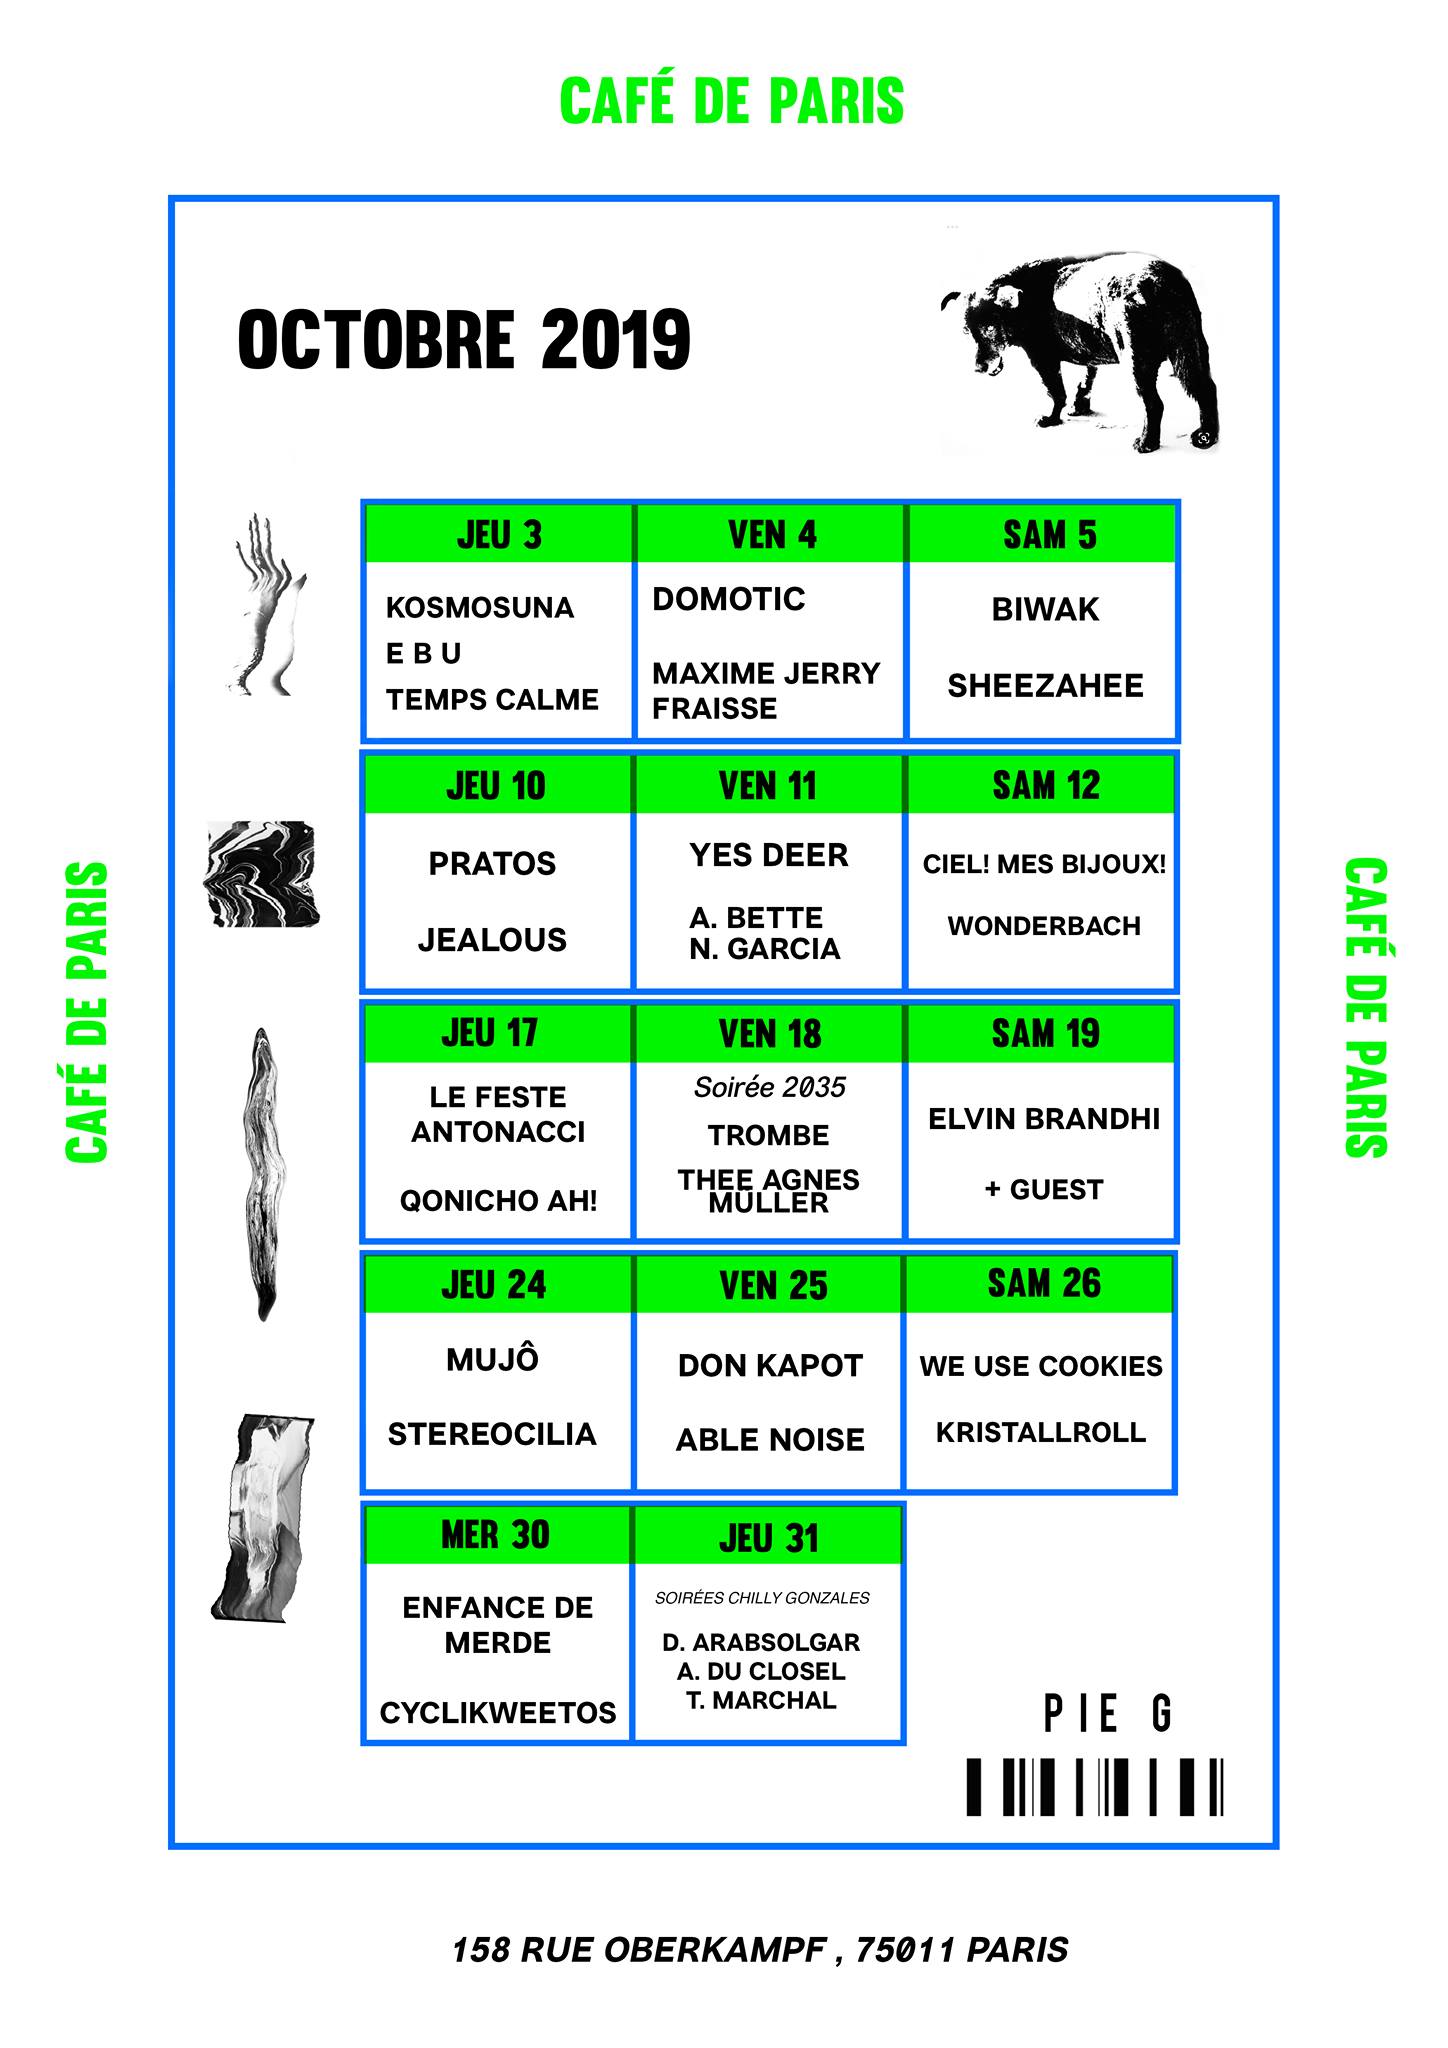 CAFÉ DE PARIS
OCTOBRE 2019
JEU 3
KOSMOSUNA
E B U
TEMPS CALME
VEN 4
DOMOTIC
MAXIME JERRY
FRAISSE
SAM 5
BIWAK
SHEEZAHEE
JEU 10
PRATOS
JEALOUS
VEN 11
YES DEER
A. BETTE
N. GARCIA
SAM 12
CIEL! MES BIJOUX!
WONDERBACH
JEU 17
LE FESTE
ANTONACCI
QONICHO AH!
VEN 18
Soirée 2035
TROMBE
THEE AGNES
MÜLLER
SAM 19
ELVIN BRANDHI
+ GUEST
JEU 24
MUJÔ
STEREOCILIA
VEN 25
DON KAPOT
ABLE NOISE
SAM 26
WE USE COOKIES
KRISTALLROLL
MER 30
ENFANCE DE
MERDE
CYCLIKWEETOS
JEU 31
SOIRÉES CHILLY GONZALES
D. ARABSOLGAR
A. DU CLOSEL
T. MARCHAL
PIE G
CAFÉ DE PARIS
CAFÉ DE PARIS
158 RUE OBERKAMPF , 75011 PARIS